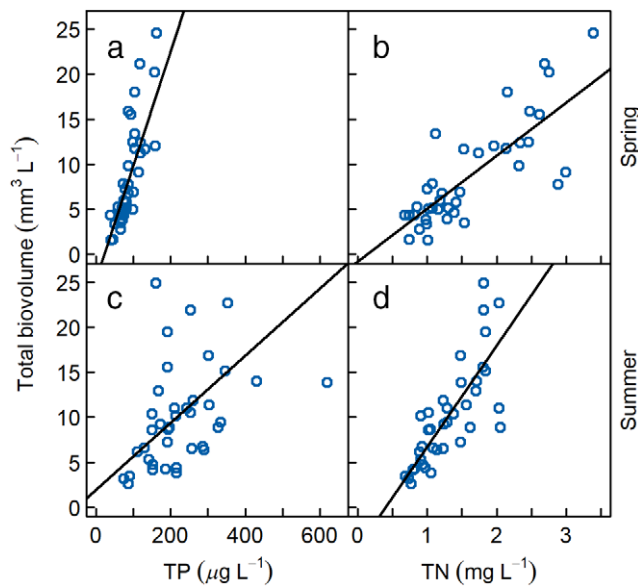 25
20
15
10
5
0
a
b
Spring
Total biovolume (mm³ L⁻¹)
25
20
15
10
5
0
c
d
Summer
0 200 400 600
0 1 2 3
TP (μg L⁻¹)
TN (mg L⁻¹)